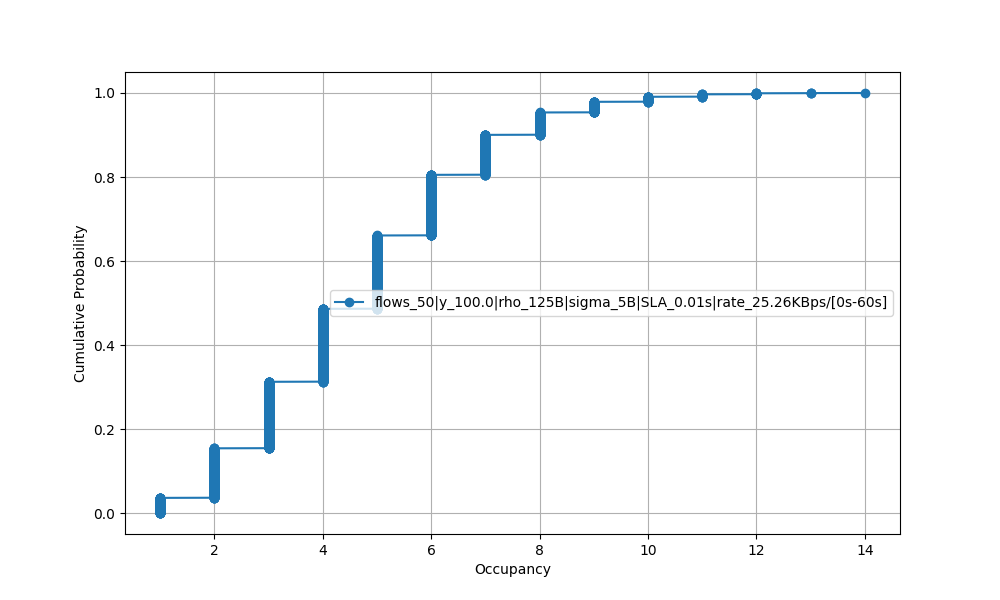 1.0
0.8
0.6
0.4
0.2
0.0
Cumulative Probability
flows_50|y_100.0|rho_125B|sigma_5B|SLA_0.01s|rate_25.26KBps/[0s-60s]
2 4 6 8 10 12 14
Occupancy